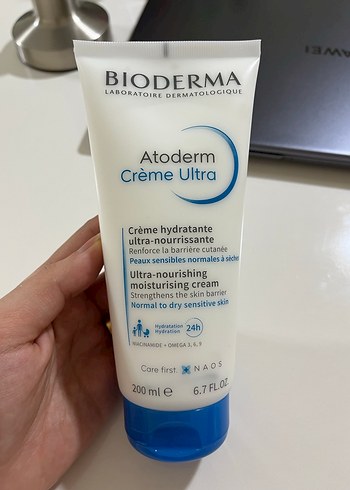 BIODERMA
LABORATOIRE DERMATOLOGIQUE
HUAWEI
Atoderm
Crème Ultra
Crème hydratante
ultra-nourrissante
Renforce la barrière cutanée
Peaux sensibles normales à sèches
Ultra-nourishing
moisturising cream
Strengthens the skin barrier
Normal to dry sensitive skin
Hydratation
Hydration
24h
NIACINAMIDE + OMEGA 3, 6, 9
Care first.
NAOS
200 ml ℮ 6.7 FL.OZ.